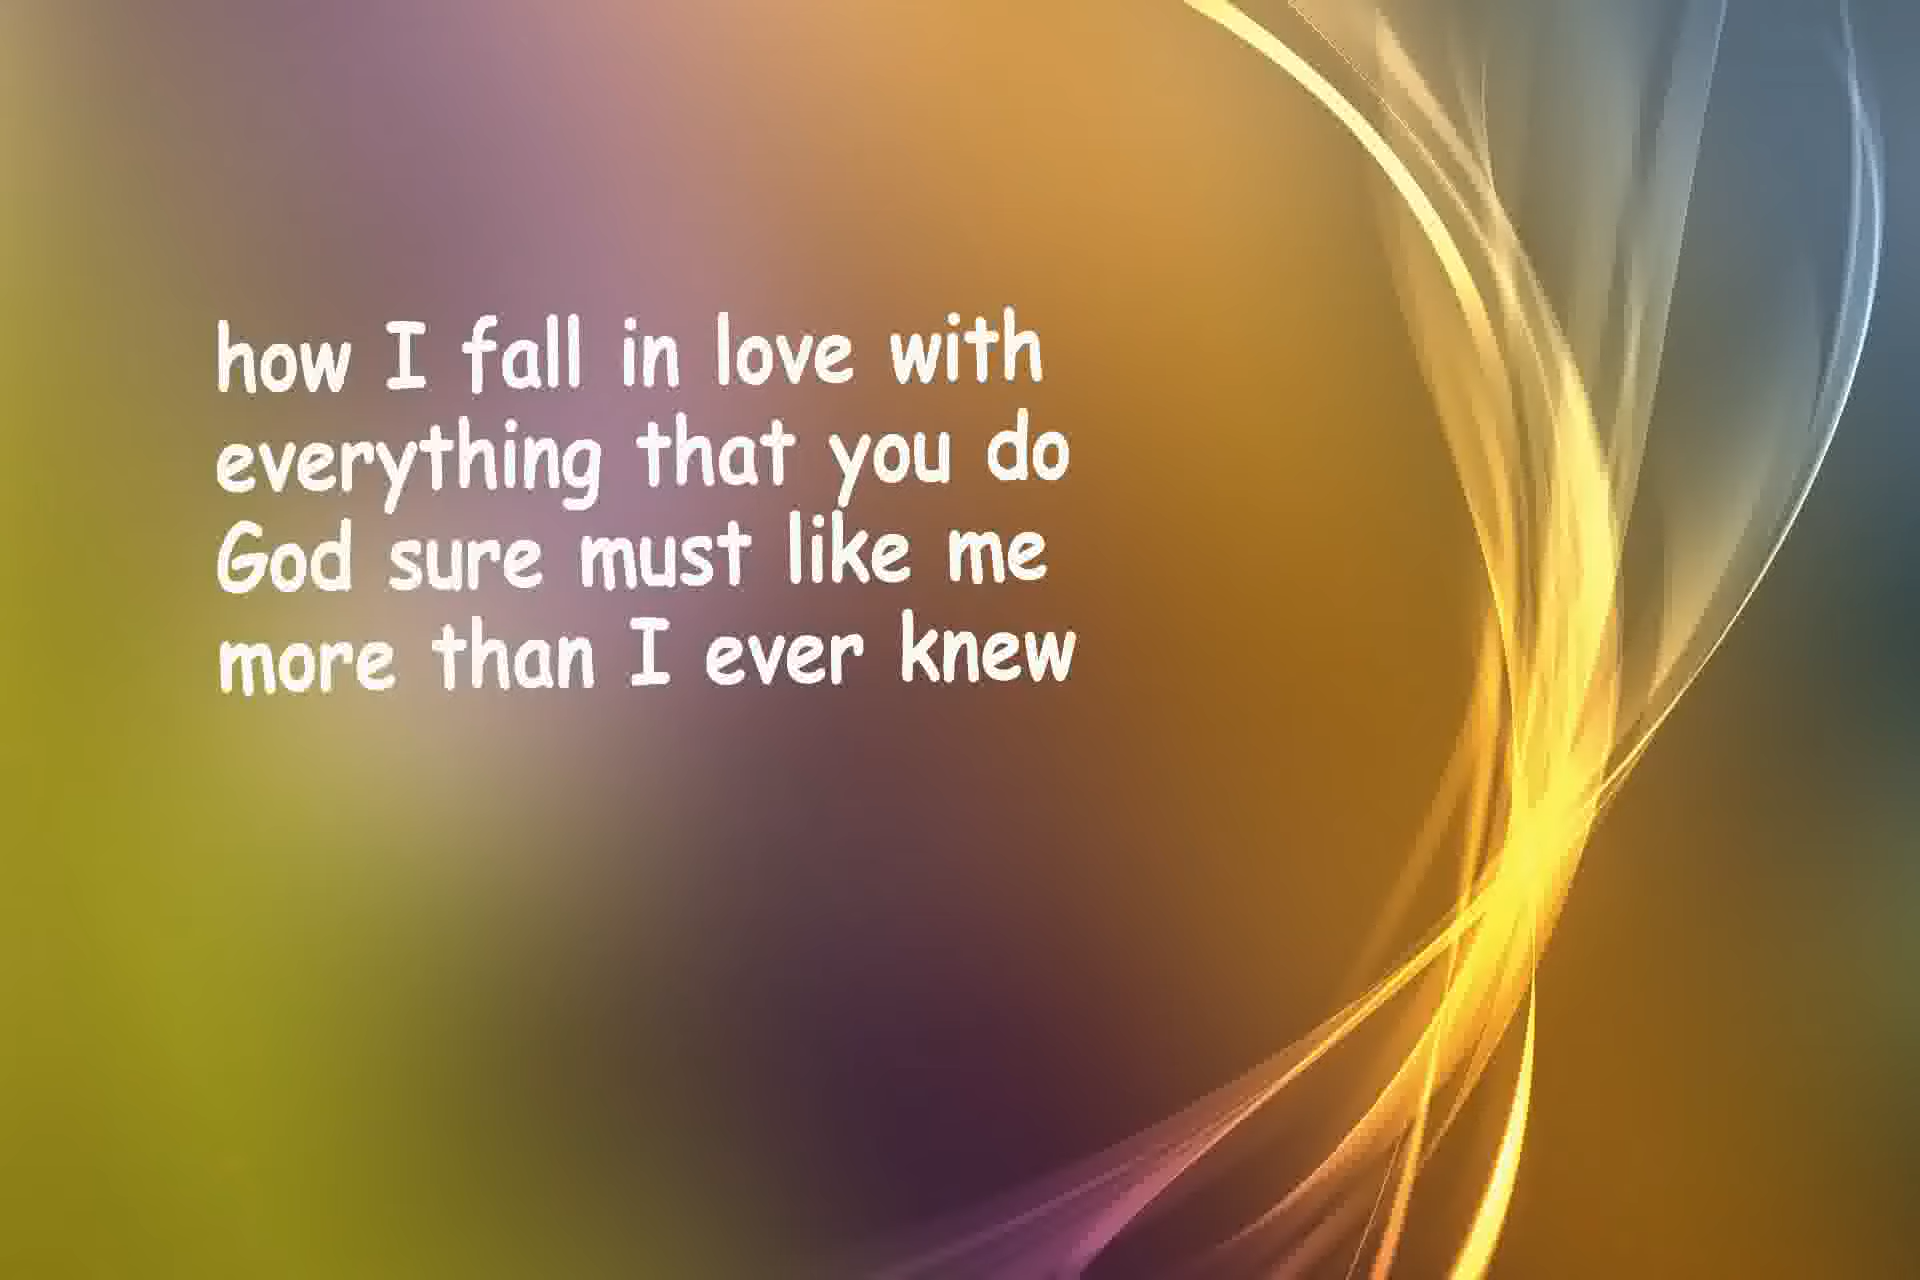 how I fall in love with
everything that you do
God sure must like me
more than I ever knew